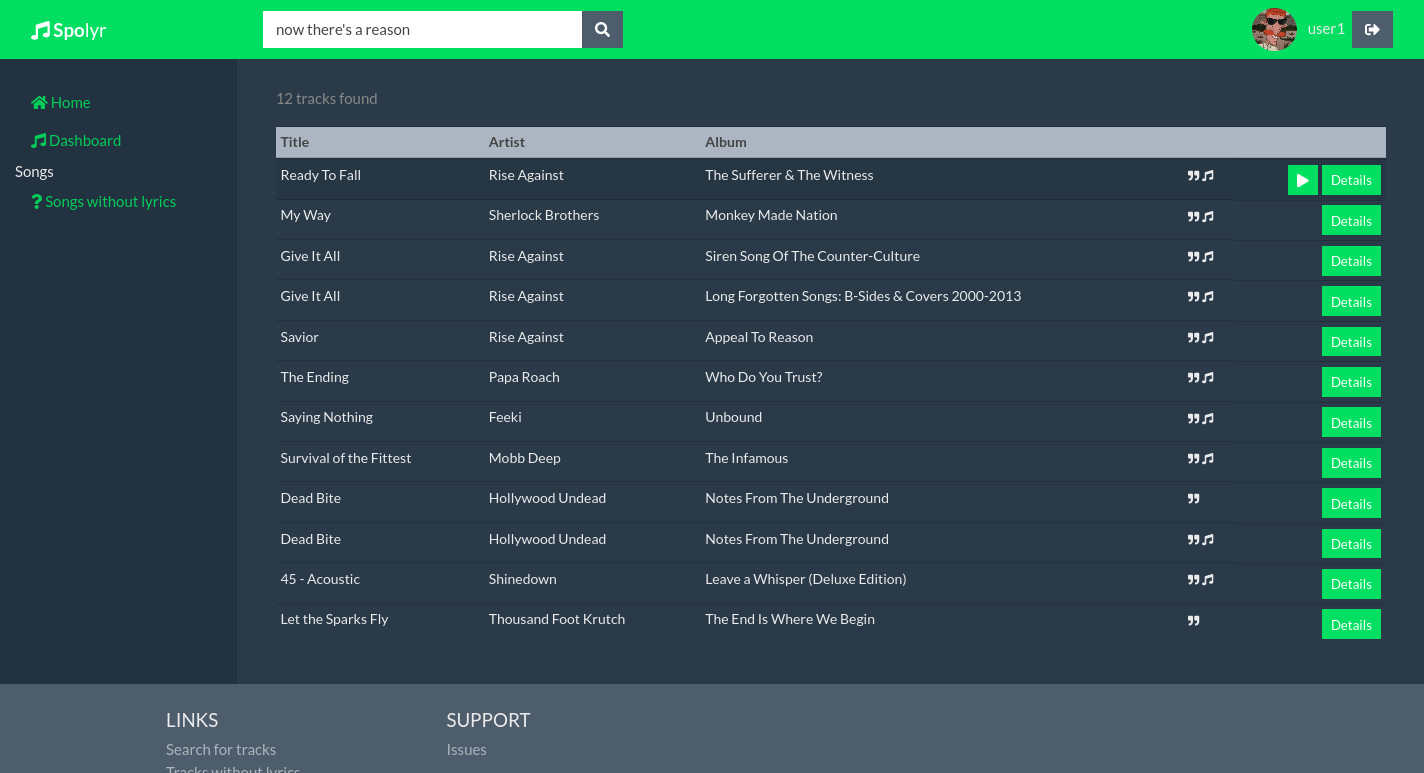 Spolyr
now there's a reason
user1
Home
Dashboard
Songs
Songs without lyrics
12 tracks found
Title Artist Album
Ready To Fall Rise Against The Sufferer & The Witness Details
My Way Sherlock Brothers Monkey Made Nation Details
Give It All Rise Against Siren Song Of The Counter-Culture Details
Give It All Rise Against Long Forgotten Songs: B-Sides & Covers 2000-2013 Details
Savior Rise Against Appeal To Reason Details
The Ending Papa Roach Who Do You Trust? Details
Saying Nothing Feeki Unbound Details
Survival of the Fittest Mobb Deep The Infamous Details
Dead Bite Hollywood Undead Notes From The Underground Details
Dead Bite Hollywood Undead Notes From The Underground Details
45 - Acoustic Shinedown Leave a Whisper (Deluxe Edition) Details
Let the Sparks Fly Thousand Foot Krutch The End Is Where We Begin Details
LINKS
Search for tracks
Tracks without lyrics
SUPPORT
Issues